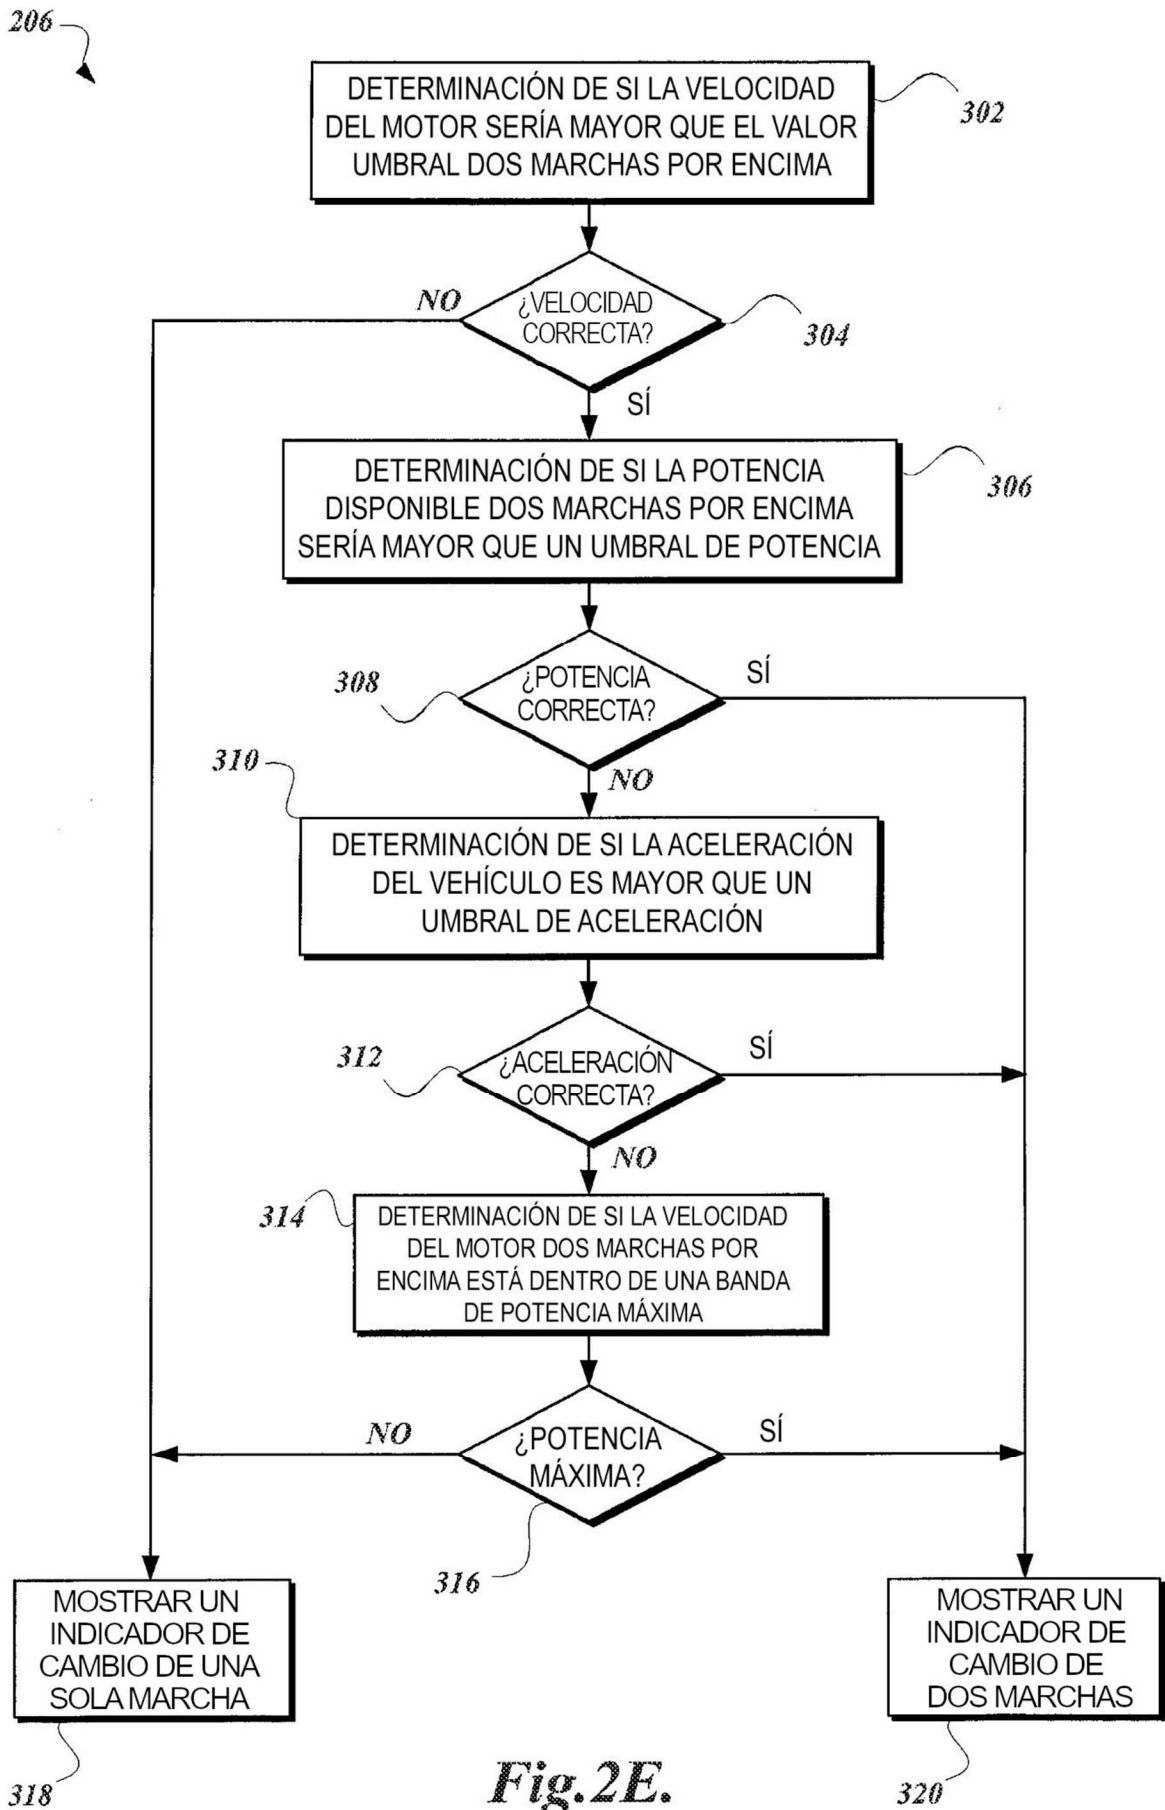 206
DETERMINACIÓN DE SI LA VELOCIDAD
DEL MOTOR SERÍA MAYOR QUE EL VALOR
UMBRAL DOS MARCHAS POR ENCIMA
302
NO
¿VELOCIDAD
CORRECTA?
304
SÍ
DETERMINACIÓN DE SI LA POTENCIA
DISPONIBLE DOS MARCHAS POR ENCIMA
SERÍA MAYOR QUE UN UMBRAL DE POTENCIA
306
308
¿POTENCIA
CORRECTA?
SÍ
NO
310
DETERMINACIÓN DE SI LA ACELERACIÓN
DEL VEHÍCULO ES MAYOR QUE UN
UMBRAL DE ACELERACIÓN
312
¿ACELERACIÓN
CORRECTA?
SÍ
NO
314
DETERMINACIÓN DE SI LA VELOCIDAD
DEL MOTOR DOS MARCHAS POR
ENCIMA ESTÁ DENTRO DE UNA BANDA
DE POTENCIA MÁXIMA
NO
¿POTENCIA
MÁXIMA?
SÍ
316
MOSTRAR UN
INDICADOR DE
CAMBIO DE UNA
SOLA MARCHA
318
MOSTRAR UN
INDICADOR DE
CAMBIO DE
DOS MARCHAS
320
Fig.2E.